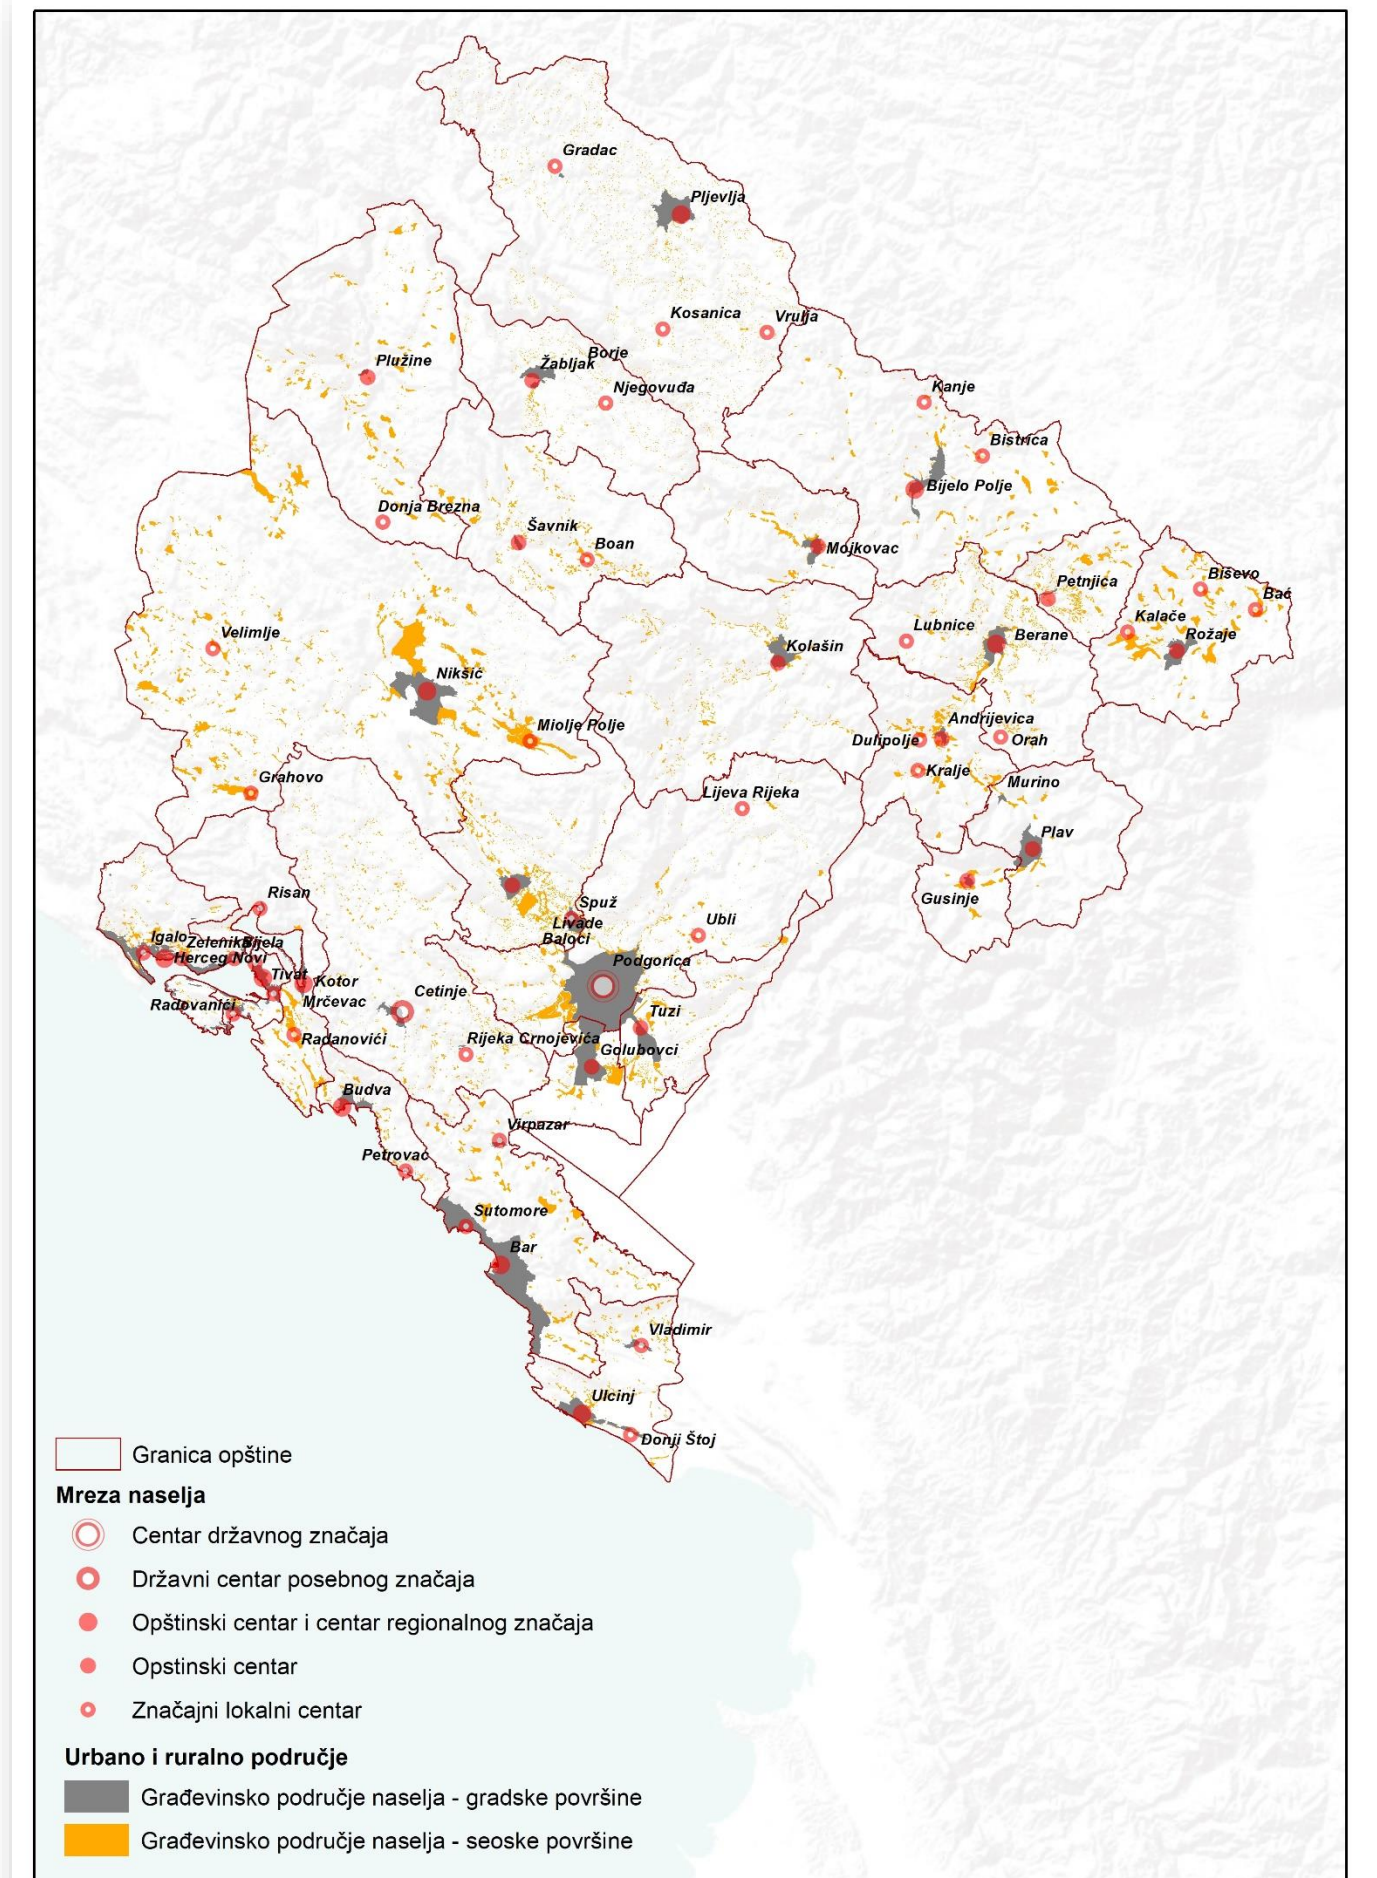 Gradac
Pljevlja
Kosanica
Vrulja
Borje
Žabljak
Plužine
Njegovuđa
Kanje
Bistrica
Bijelo Polje
Donja Brezna
Šavnik
Boan
Mojkovac
Petnjica
Biševo
Bać
Kalače
Rožaje
Lubnice
Berane
Velimlje
Kolašin
Nikšić
Miolje Polje
Andrijevica
Dulipolje
Orah
Kralje
Murino
Grahovo
Lijeva Rijeka
Plav
Gusinje
Risan
Spuž
Livade
Baloči
Ubli
Igalo
Zelenika
Bijela
Herceg Novi
Podgorica
Tivat
Kotor
Cetinje
Radovanići
Mrčevac
Tuzi
Radanovići
Rijeka Crnojevića
Golubovci
Budva
Virpazar
Petrovac
Sutomore
Bar
Vladimir
Ulcinj
Donji Štoj
Granica opštine
Mreza naselja
Centar državnog značaja
Državni centar posebnog značaja
Opštinski centar i centar regionalnog značaja
Opstinski centar
Značajni lokalni centar
Urbano i ruralno područje
Građevinsko područje naselja - gradske površine
Građevinsko područje naselja - seoske površine